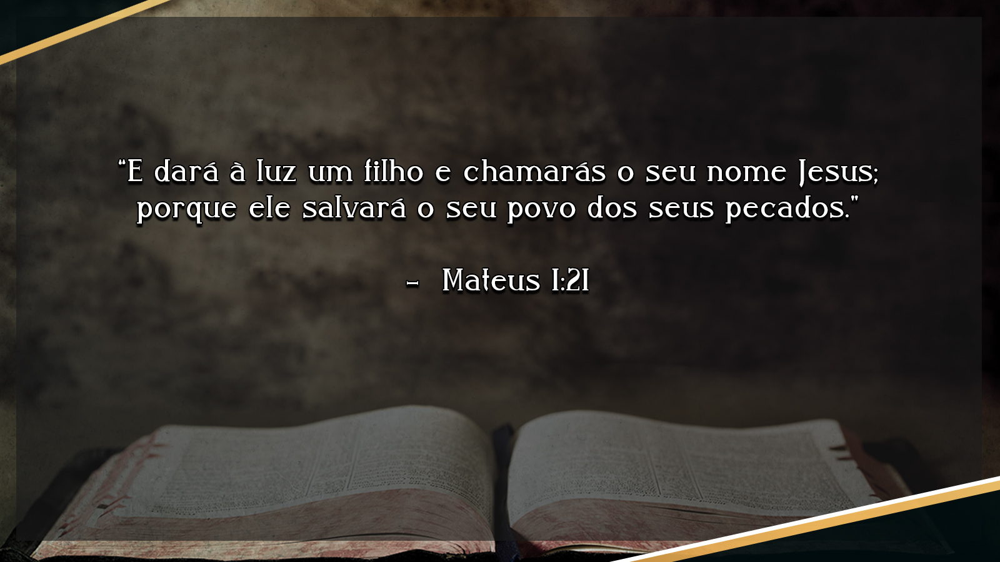 “E dará à luz um filho e chamarás o seu nome Jesus;
porque ele salvará o seu povo dos seus pecados.”
- Mateus 1:21